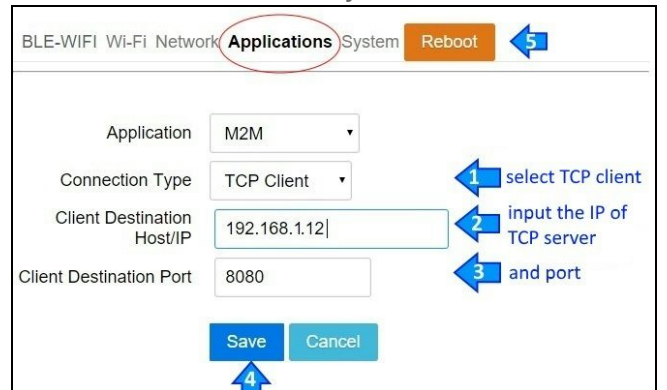 BLE-WIFI Wi-Fi Network Applications System Reboot 5
Application M2M
Connection Type TCP Client 1 select TCP client
Client Destination Host/IP 192.168.1.12 2 input the IP of TCP server
Client Destination Port 8080 3 and port
Save Cancel
4